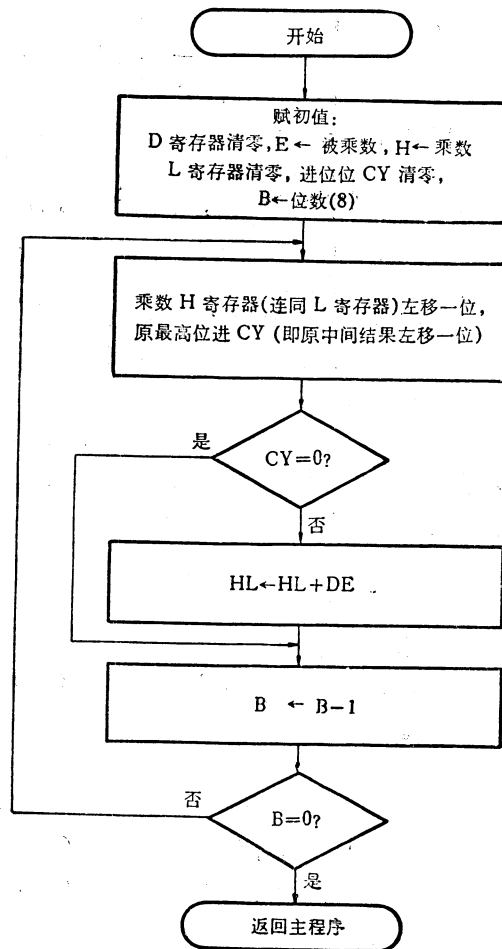 开始
赋初值:
D 寄存器清零,E ← 被乘数,H←乘数
L 寄存器清零, 进位位 CY 清零,
B←位数(8)
乘数 H 寄存器(连同 L 寄存器)左移一位,
原最高位进 CY (即原中间结果左移一位)
是
CY=0?
否
HL←HL+DE
B ← B-1
否
B=0?
是
返回主程序